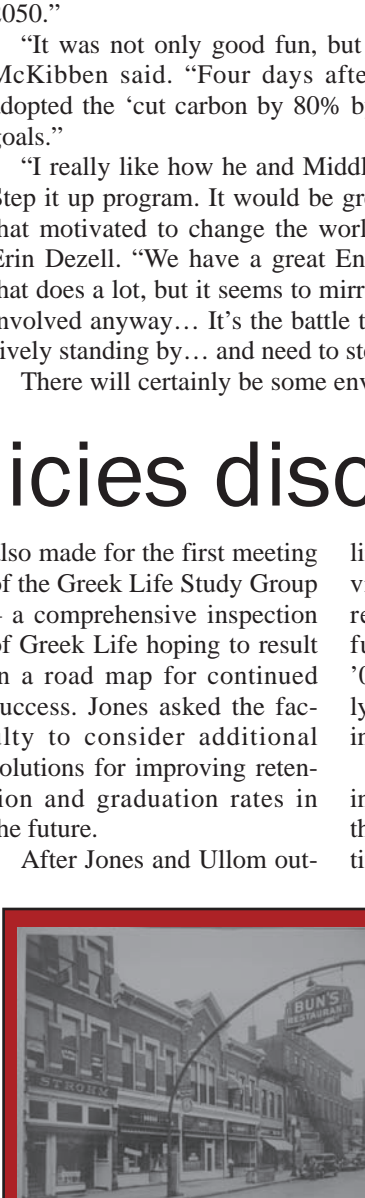 2050.”
“It was not only good fun, but
McKibben said. “Four days afte
adopted the ‘cut carbon by 80% b
goals.”
“I really like how he and Middl
Step it up program. It would be gr
that motivated to change the worl
Erin Dezell. “We have a great En
that does a lot, but it seems to mirr
involved anyway… It’s the battle t
tively standing by… and need to ste
There will certainly be some env
icies disc
also made for the first meeting
of the Greek Life Study Group
– a comprehensive inspection
of Greek Life hoping to result
in a road map for continued
success. Jones asked the fac-
ulty to consider additional
solutions for improving reten-
tion and graduation rates in
the future.
After Jones and Ullom out-
li
vi
re
fu
’0
ly
in
in
th
ti
BUN'S
RESTAURANT
STROHM